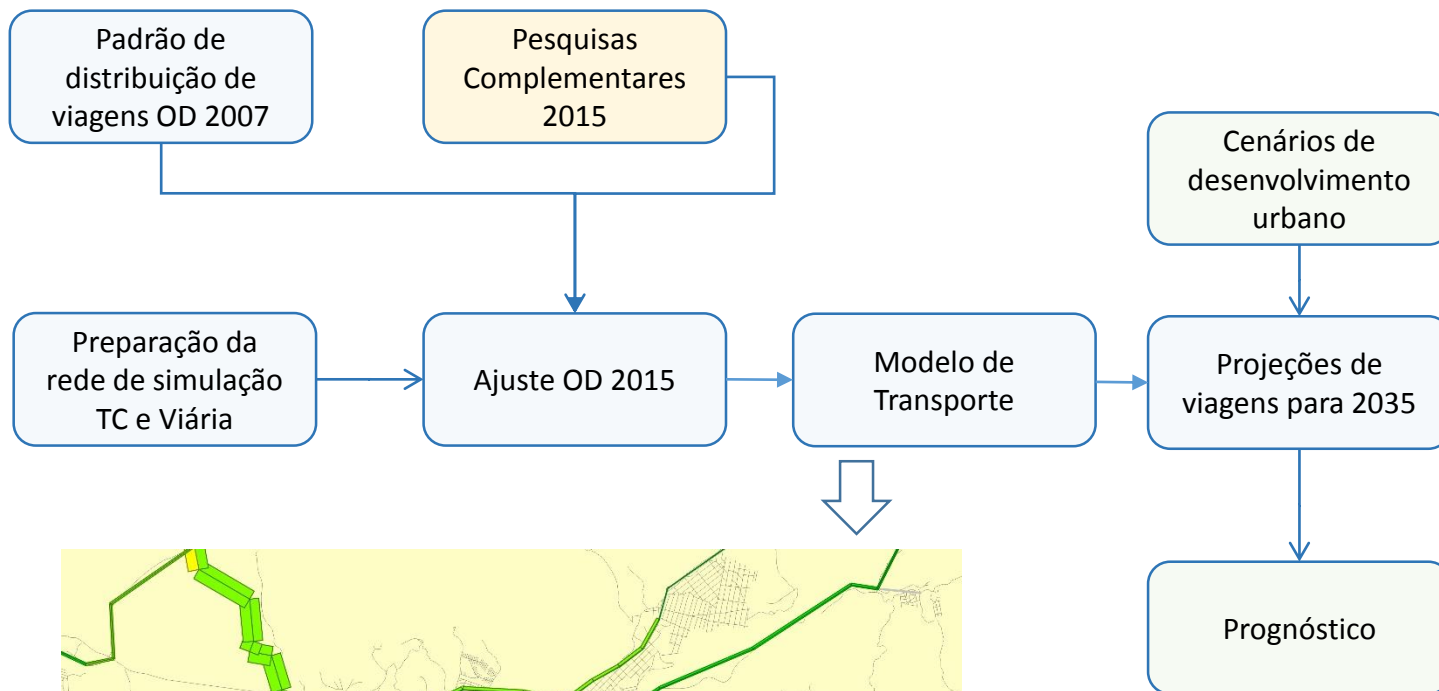 Padrão de
distribuição de
viagens OD 2007
Pesquisas
Complementares
2015
Cenários de
desenvolvimento
urbano
Preparação da
rede de simulação
TC e Viária
Ajuste OD 2015
Modelo de
Transporte
Projeções de
viagens para 2035
Prognóstico